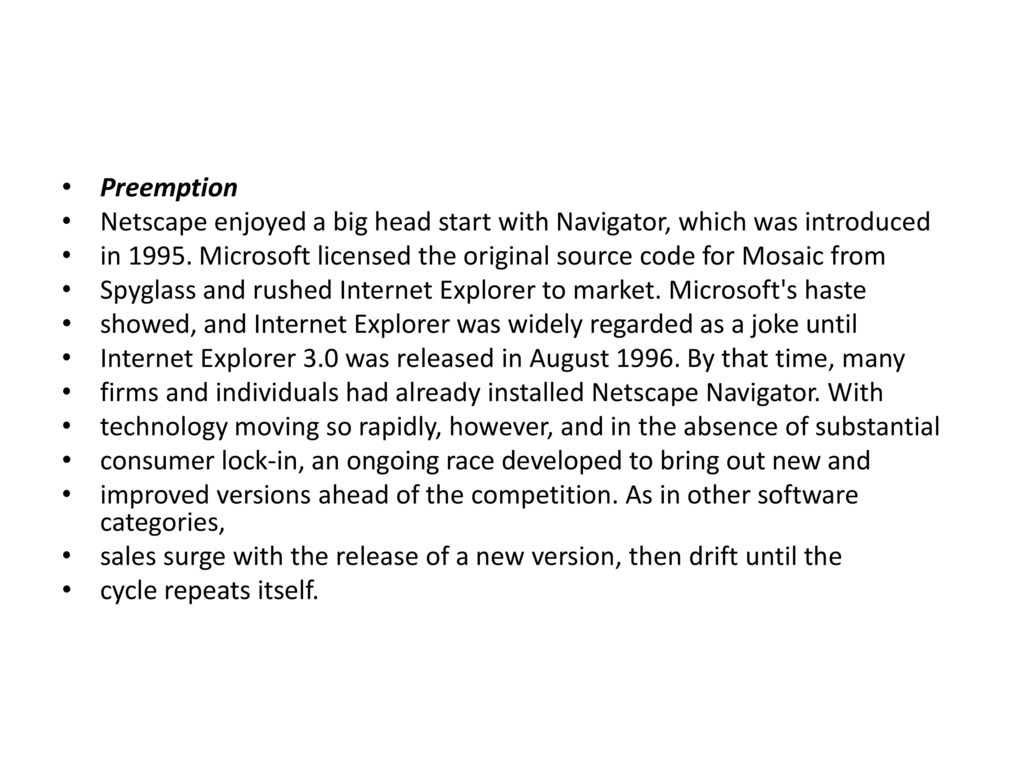 • Preemption
• Netscape enjoyed a big head start with Navigator, which was introduced
• in 1995. Microsoft licensed the original source code for Mosaic from
• Spyglass and rushed Internet Explorer to market. Microsoft's haste
• showed, and Internet Explorer was widely regarded as a joke until
• Internet Explorer 3.0 was released in August 1996. By that time, many
• firms and individuals had already installed Netscape Navigator. With
• technology moving so rapidly, however, and in the absence of substantial
• consumer lock-in, an ongoing race developed to bring out new and
• improved versions ahead of the competition. As in other software
categories,
• sales surge with the release of a new version, then drift until the
• cycle repeats itself.